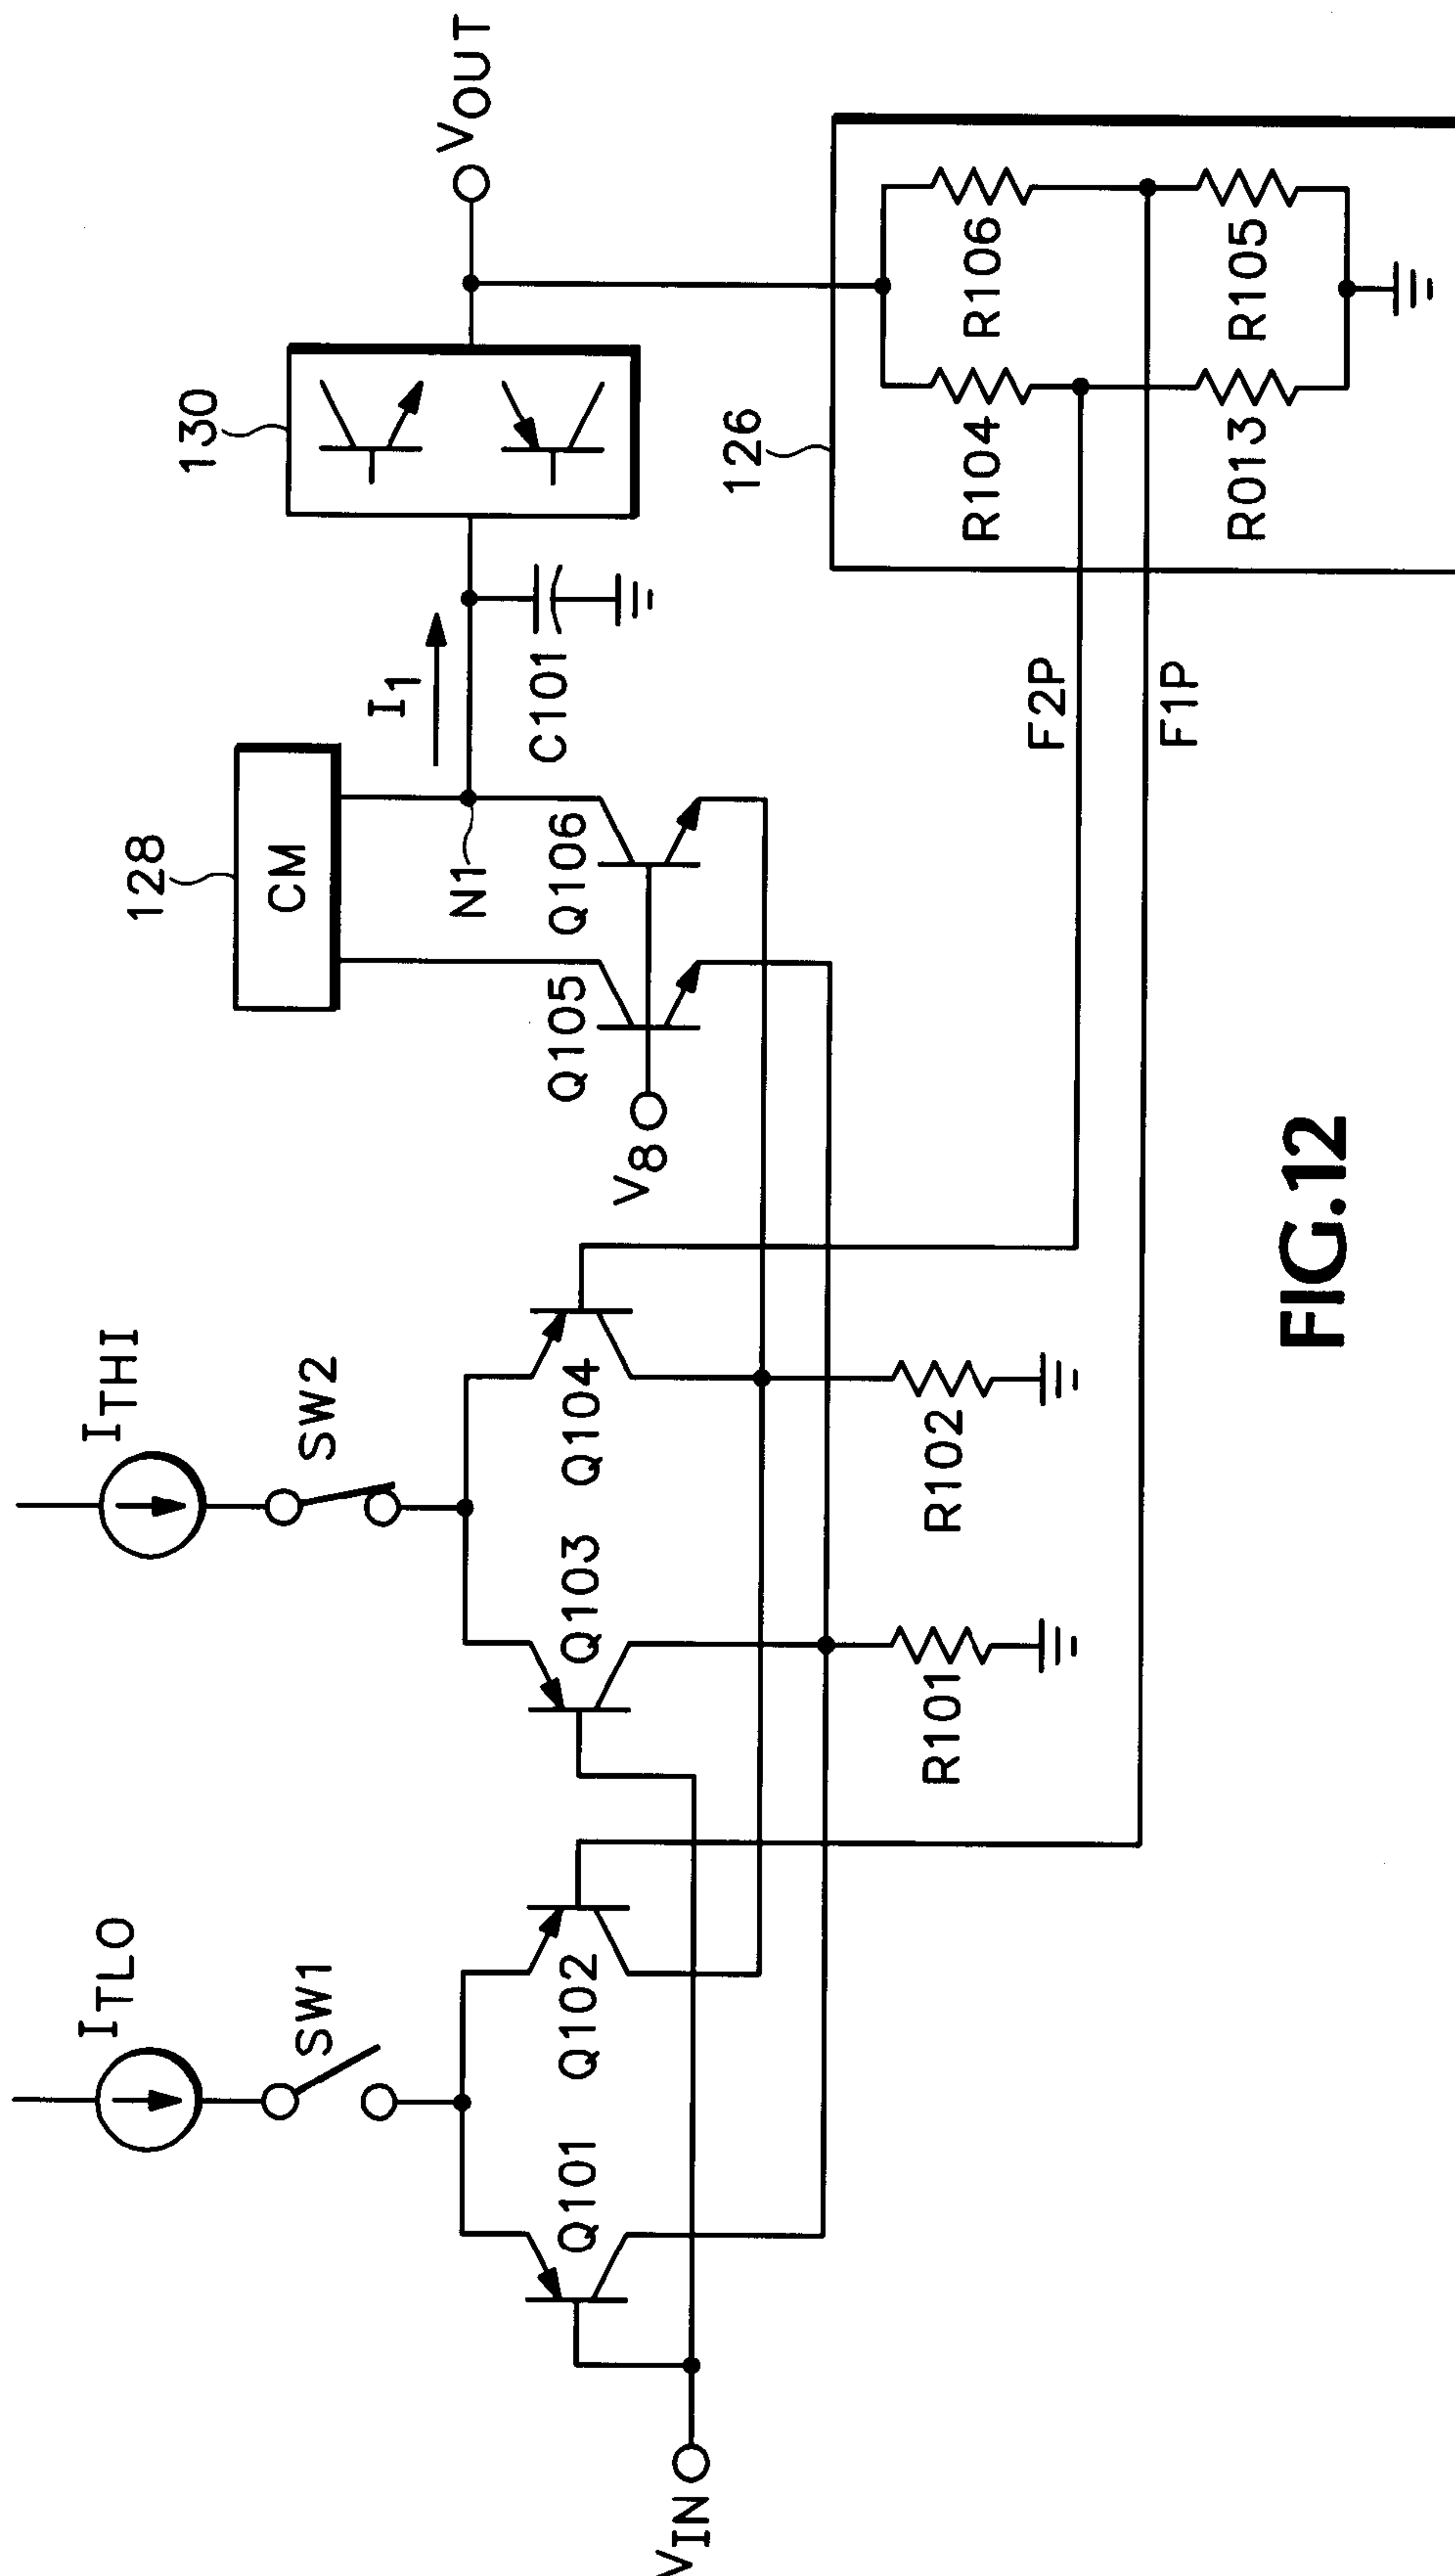 ITLO
SW1
Q101
Q102
VIN
ITHI
SW2
Q103
Q104
R101
R102
128
CM
N1
I1
Q105
Q106
V8
C101
130
VOUT
126
R104
R106
R013
R105
F2P
F1P
FIG.12